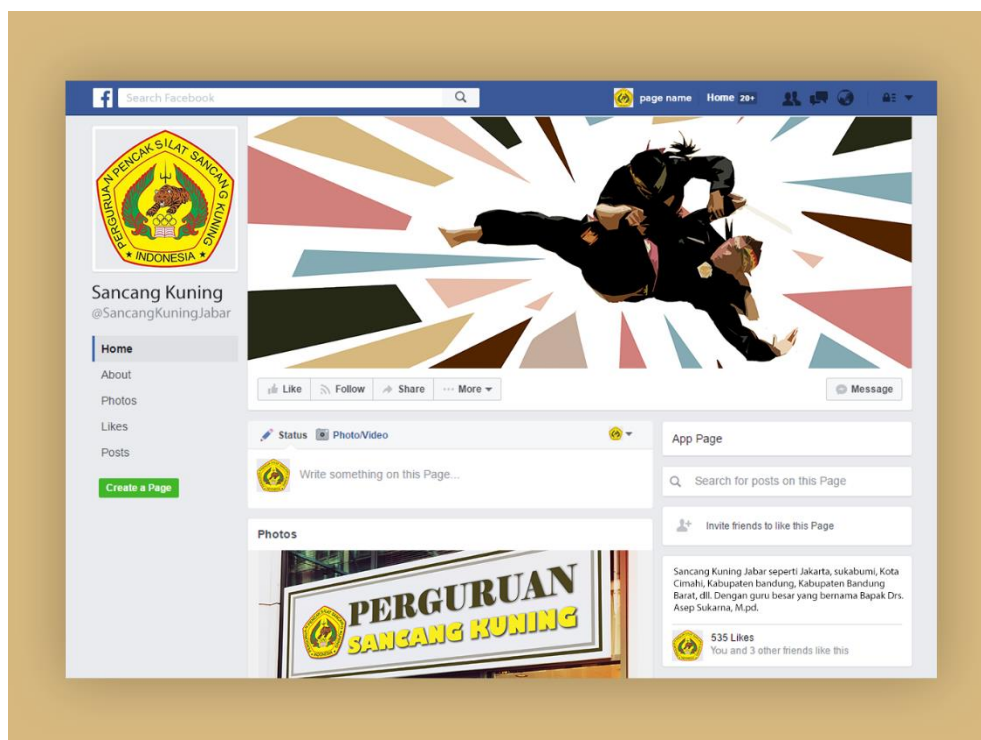 Search Facebook
page name Home 20+
PERGURUAN PENCAK SILAT SANCANG KUNING
★ INDONESIA ★
Sancang Kuning
@SancangKuningJabar
Home
About
Photos
Likes
Posts
Create a Page
Like Follow Share ··· More
Message
Status Photo/Video
Write something on this Page...
Photos
PERGURUAN
SANCANG KUNING
App Page
Search for posts on this Page
Invite friends to like this Page
Sancang Kuning Jabar seperti Jakarta, sukabumi, Kota
Cimahi, Kabupaten bandung, Kabupaten Bandung
Barat, dll. Dengan guru besar yang bernama Bapak Drs.
Asep Sukarna, M.pd.
535 Likes
You and 3 other friends like this